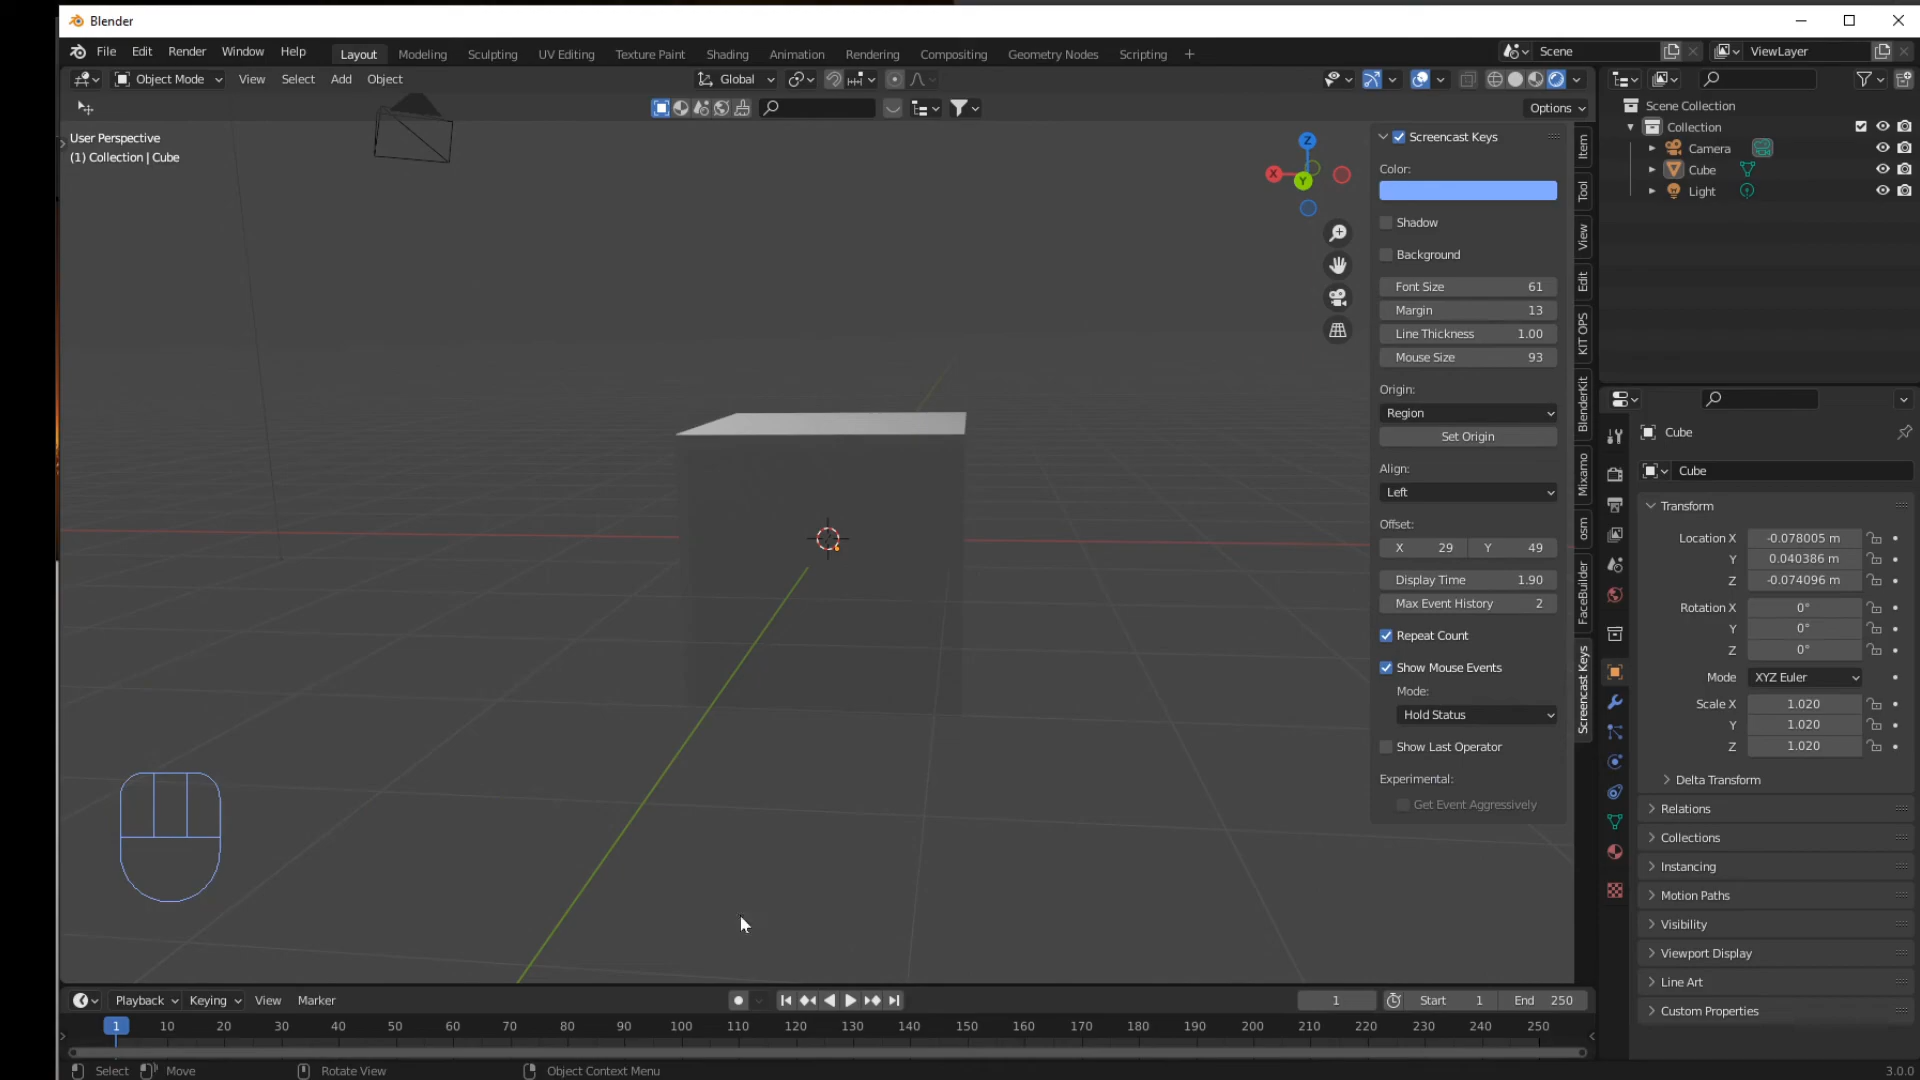 Blender
File Edit Render Window Help Layout Modeling Sculpting UV Editing Texture Paint Shading Animation Rendering Compositing Geometry Nodes Scripting + Scene ViewLayer
Object Mode View Select Add Object Global
Options
User Perspective
(1) Collection | Cube
Z
X
Y
Screencast Keys
Color:
Shadow
Background
Font Size 61
Margin 13
Line Thickness 1.00
Mouse Size 93
Origin:
Region
Set Origin
Align:
Left
Offset:
X 29 Y 49
Display Time 1.90
Max Event History 2
Repeat Count
Show Mouse Events
Mode:
Hold Status
Show Last Operator
Experimental:
Get Event Aggressively
Item
Tool
View
Edit
KIT OPS
BlenderKit
Mixamo
osm
FaceBuilder
Screencast Keys
Scene Collection
Collection
Camera
Cube
Light
Cube
Cube
Transform
Location X -0.078005 m
Y 0.040386 m
Z -0.074096 m
Rotation X 0°
Y 0°
Z 0°
Mode XYZ Euler
Scale X 1.020
Y 1.020
Z 1.020
Delta Transform
Relations
Collections
Instancing
Motion Paths
Visibility
Viewport Display
Line Art
Custom Properties
Playback Keying View Marker 1 Start 1 End 250
1 10 20 30 40 50 60 70 80 90 100 110 120 130 140 150 160 170 180 190 200 210 220 230 240 250
Select Move Rotate View Object Context Menu 3.0.0